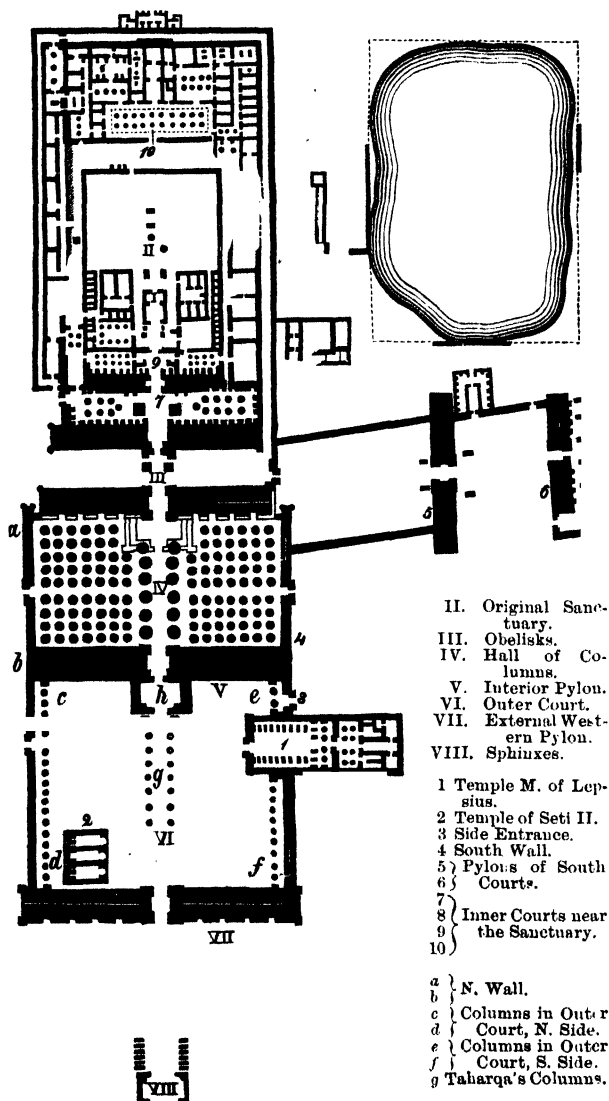 10
II
9
7
III
a
IV
5
6
4
b
c
h
V
e
3
1
g
2
VI
d
f
VII
VIII
II. Original Sanc-
tuary.
III. Obelisks.
IV. Hall of Co-
lumns.
V. Interior Pylon.
VI. Outer Court.
VII. External West-
ern Pylon.
VIII. Sphinxes.
1 Temple M. of Lep-
sius.
2 Temple of Seti II.
3 Side Entrance.
4 South Wall.
5 } Pylons of South
6 } Courts.
7
8 } Inner Courts near
9 } the Sanctuary.
10
a } N. Wall.
b }
c } Columns in Outer
d } Court, N. Side.
e } Columns in Outer
f } Court, S. Side.
g Taharqa's Columns.